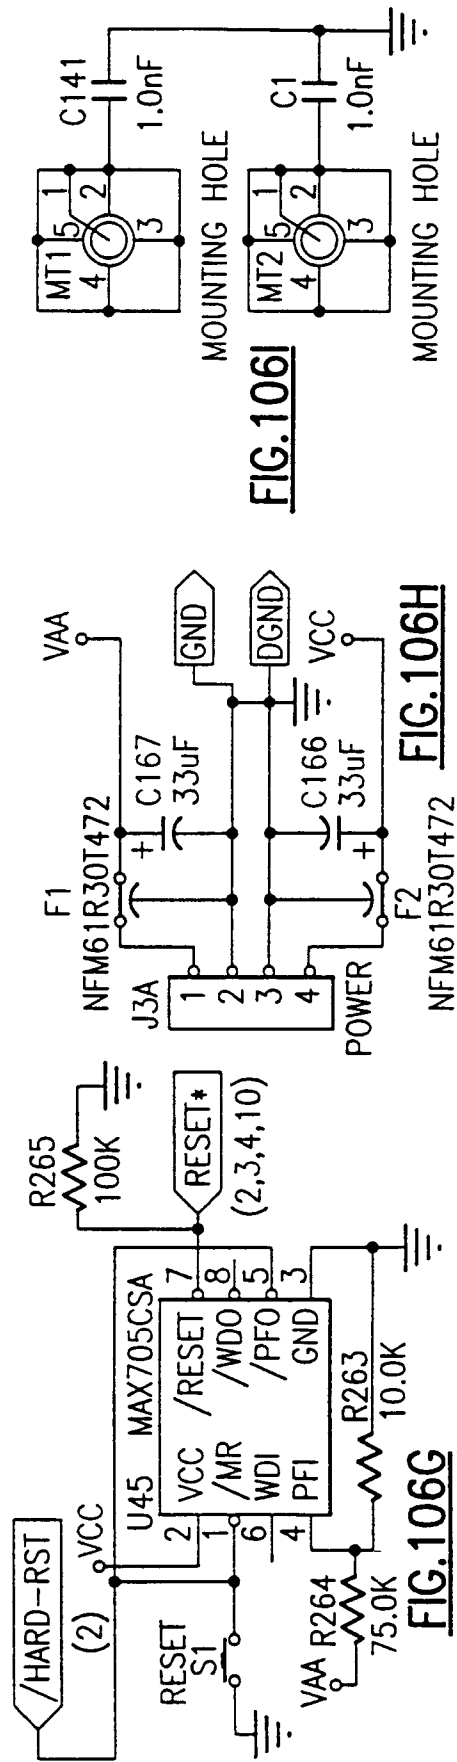 C141
1.0nF
MT1
1
2
3
4
5
MOUNTING HOLE
C1
1.0nF
MT2
1
2
3
4
5
MOUNTING HOLE
FIG.106I
VAA
F1
NFM61R30T472
C167
33uF
+
GND
J3A
1
2
3
4
POWER
DGND
C166
33uF
+
VCC
F2
NFM61R30T472
FIG.106H
R265
100K
RESET*
(2,3,4,10)
/HARD-RST
(2)
VCC
U45
MAX705CSA
2
VCC
/RESET
7
1
/MR
/WDO
8
6
WDI
/PFO
5
4
PFI
GND
3
RESET
S1
VAA
R264
75.0K
R263
10.0K
FIG.106G